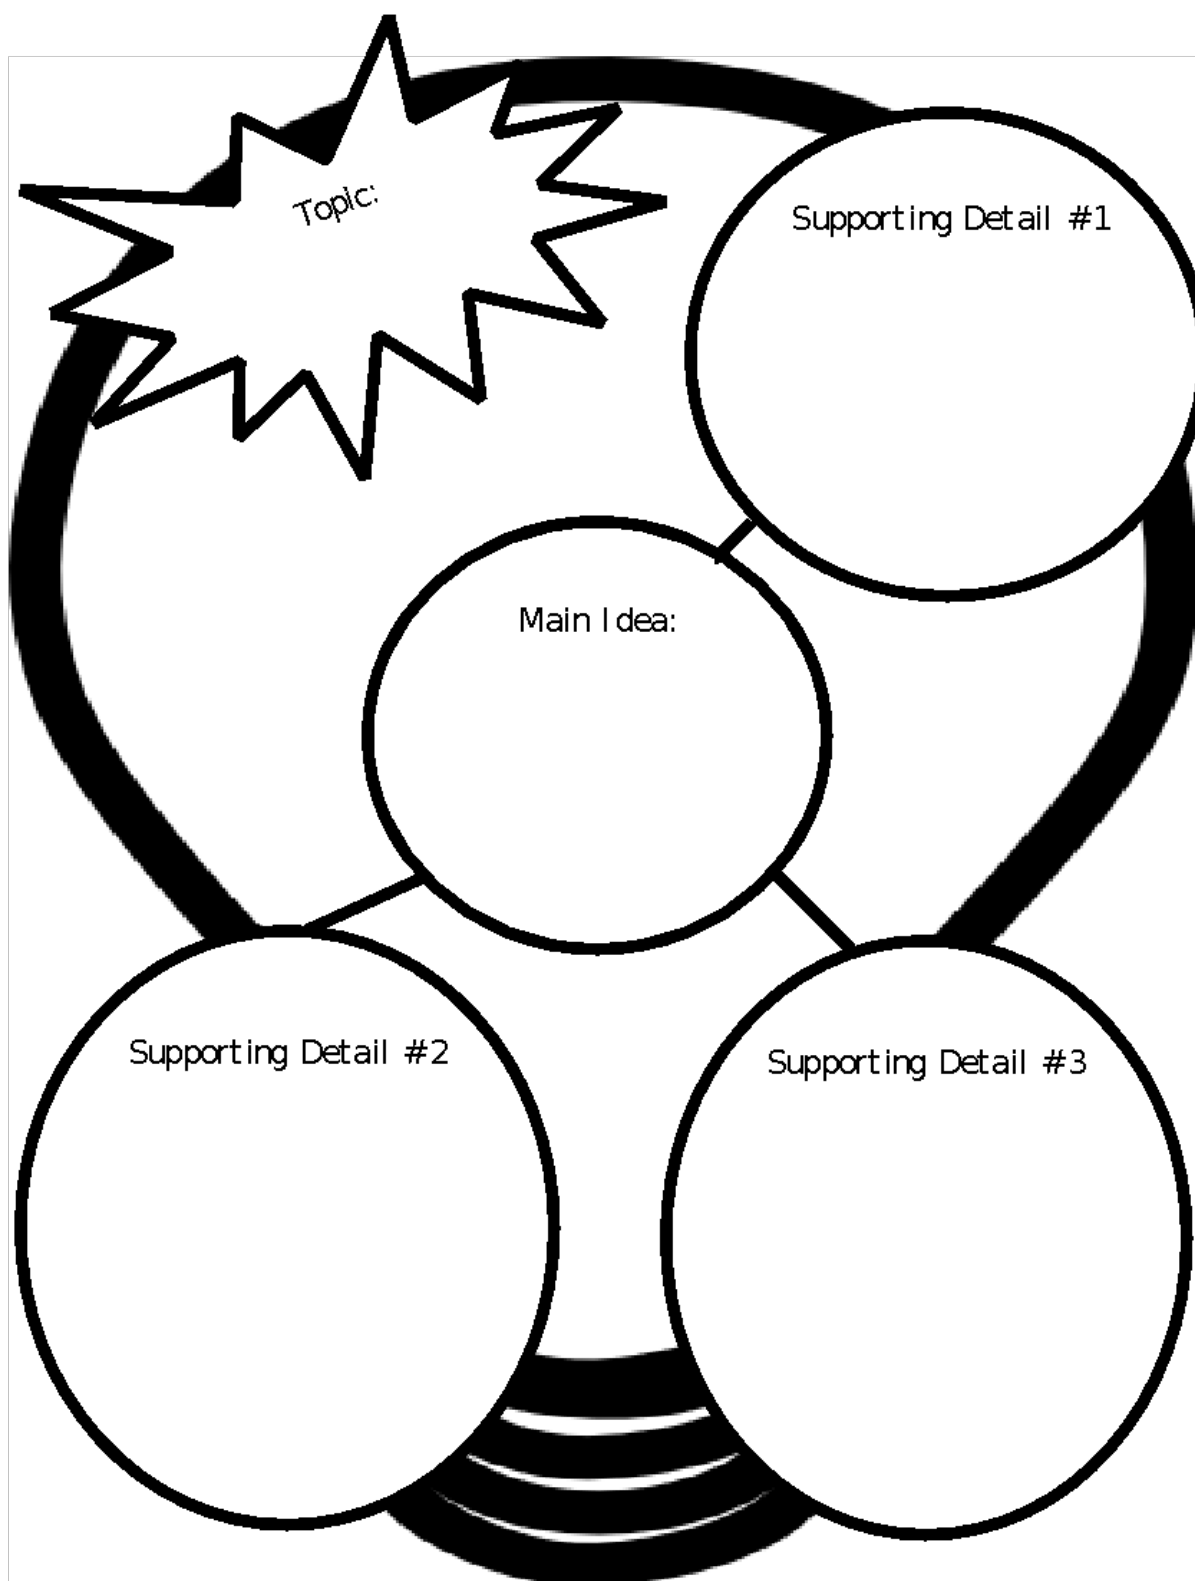 Topic:
Supporting Detail #1
Main Idea:
Supporting Detail #2
Supporting Detail #3